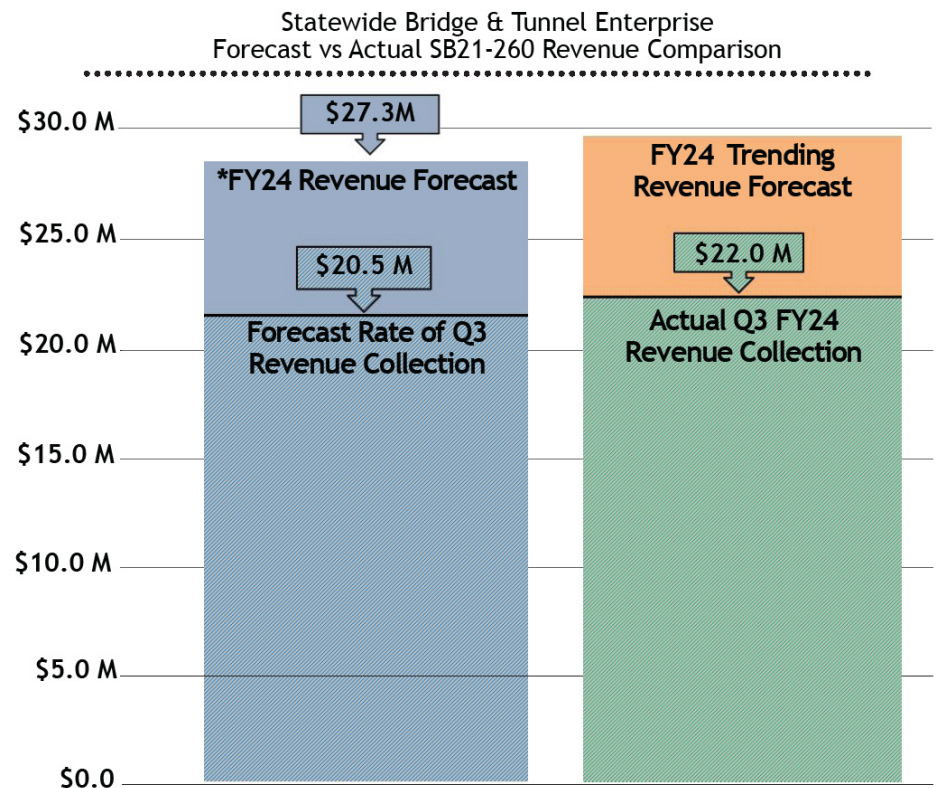 Statewide Bridge & Tunnel Enterprise
Forecast vs Actual SB21-260 Revenue Comparison
$30.0 M
$27.3M
*FY24 Revenue Forecast
FY24 Trending
Revenue Forecast
$25.0 M
$20.5 M
$22.0 M
Forecast Rate of Q3
Revenue Collection
Actual Q3 FY24
Revenue Collection
$20.0 M
$15.0 M
$10.0 M
$5.0 M
$0.0